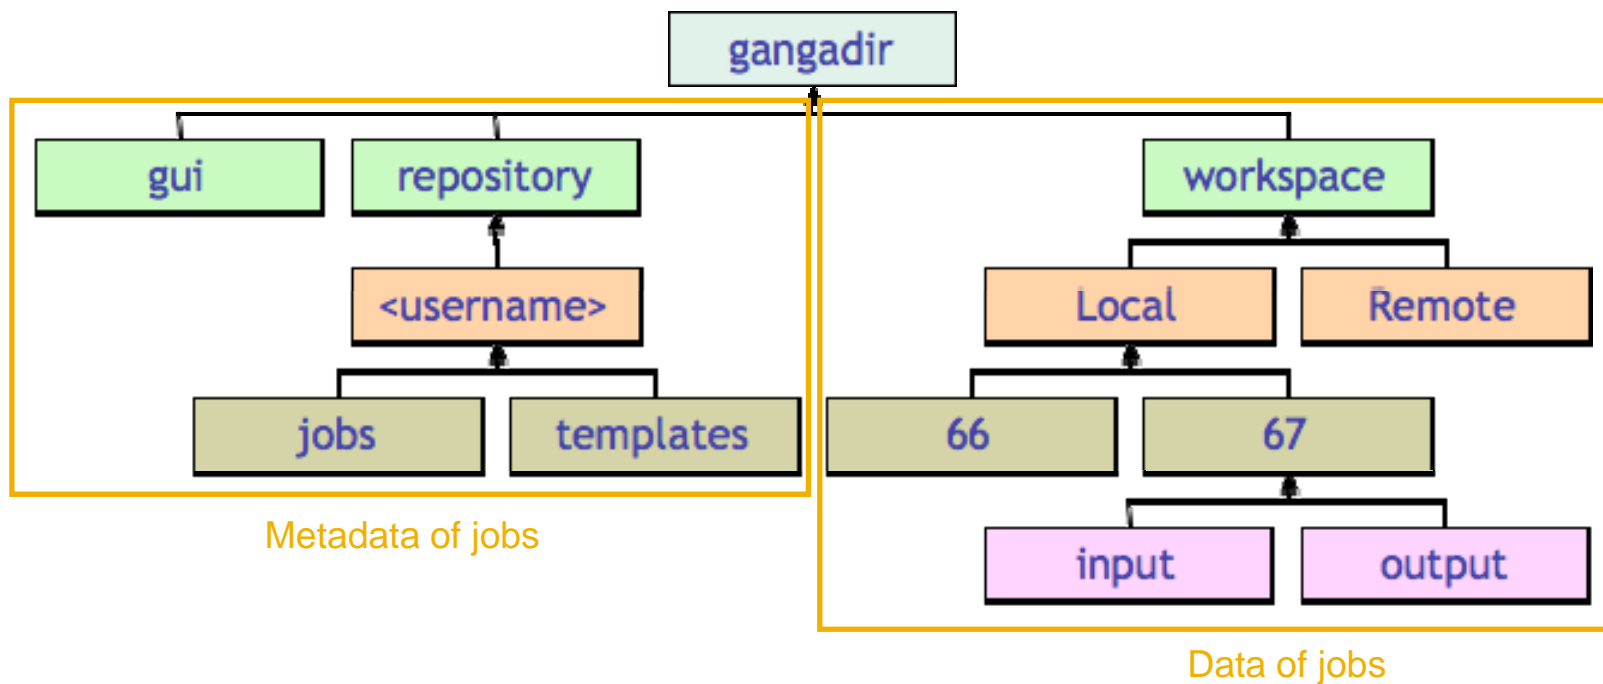 gangadir
gui
repository
workspace
<username>
Local
Remote
jobs
templates
66
67
input
output
Metadata of jobs
Data of jobs